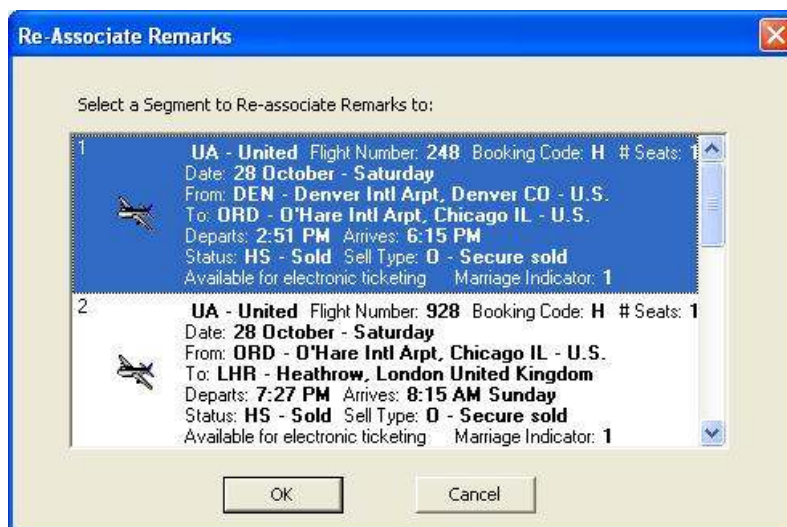 Re-Associate Remarks
Select a Segment to Re-associate Remarks to:
1
UA - United Flight Number: 248 Booking Code: H # Seats: 1
Date: 28 October - Saturday
From: DEN - Denver Intl Arpt, Denver CO - U.S.
To: ORD - O'Hare Intl Arpt, Chicago IL - U.S.
Departs: 2:51 PM Arrives: 6:15 PM
Status: HS - Sold Sell Type: O - Secure sold
Available for electronic ticketing Marriage Indicator: 1
2
UA - United Flight Number: 928 Booking Code: H # Seats: 1
Date: 28 October - Saturday
From: ORD - O'Hare Intl Arpt, Chicago IL - U.S.
To: LHR - Heathrow, London United Kingdom
Departs: 7:27 PM Arrives: 8:15 AM Sunday
Status: HS - Sold Sell Type: O - Secure sold
Available for electronic ticketing Marriage Indicator: 1
OK Cancel